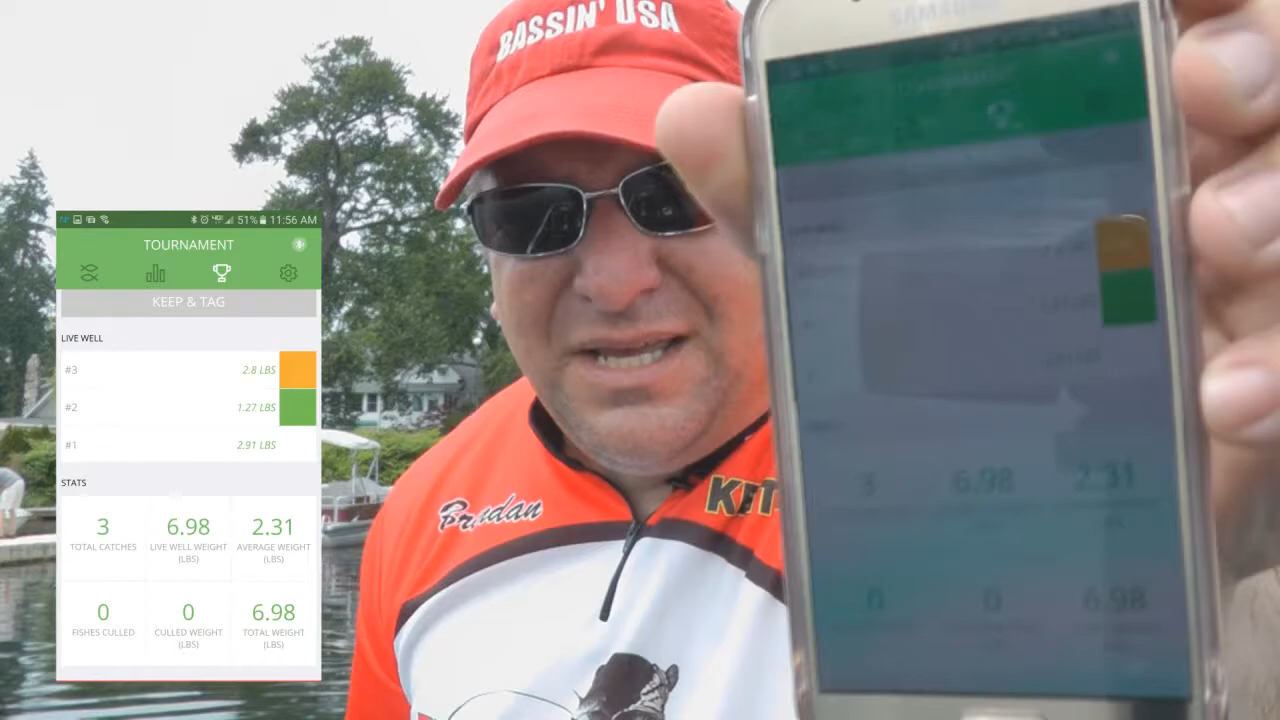 BASSIN' USA
SAMSUNG
51% 11:56 AM
TOURNAMENT
KEEP & TAG
LIVE WELL
#3 2.8 LBS
#2 1.27 LBS
#1 2.91 LBS
STATS
3 6.98 2.31
TOTAL CATCHES LIVE WELL WEIGHT (LBS) AVERAGE WEIGHT (LBS)
0 0 6.98
FISHES CULLED CULLED WEIGHT (LBS) TOTAL WEIGHT (LBS)
Brendan
3 6.98 2.31
0 0 6.98